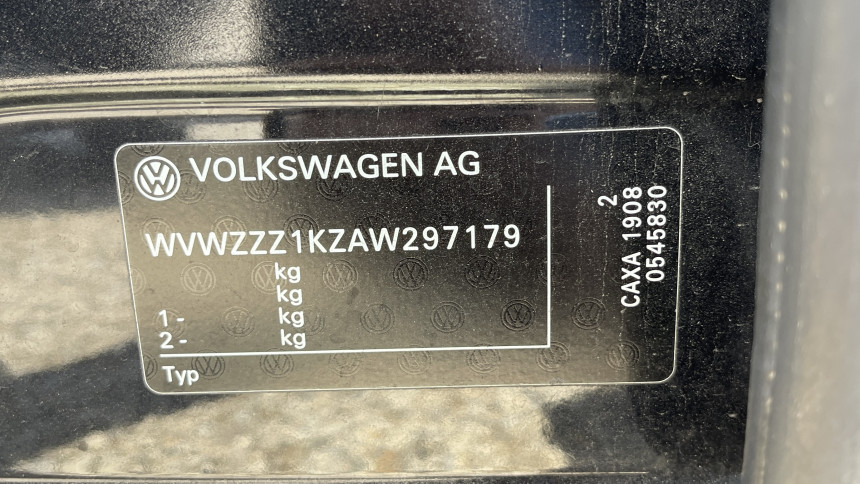 VOLKSWAGEN AG
WVWZZZ1KZAW297179
kg
kg
1- kg
2- kg
Typ
2
CAXA 1908
0545830